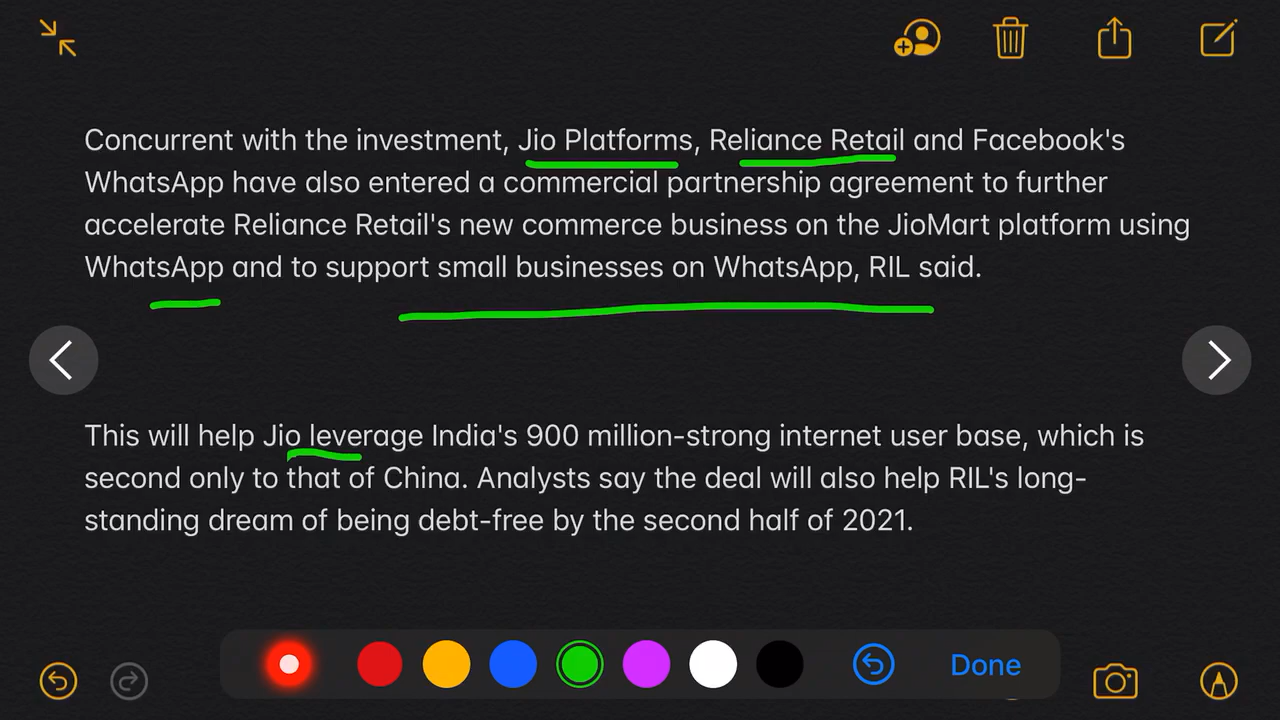 Concurrent with the investment, Jio Platforms, Reliance Retail and Facebook's
WhatsApp have also entered a commercial partnership agreement to further
accelerate Reliance Retail's new commerce business on the JioMart platform using
WhatsApp and to support small businesses on WhatsApp, RIL said.
This will help Jio leverage India's 900 million-strong internet user base, which is
second only to that of China. Analysts say the deal will also help RIL's long-
standing dream of being debt-free by the second half of 2021.
Done